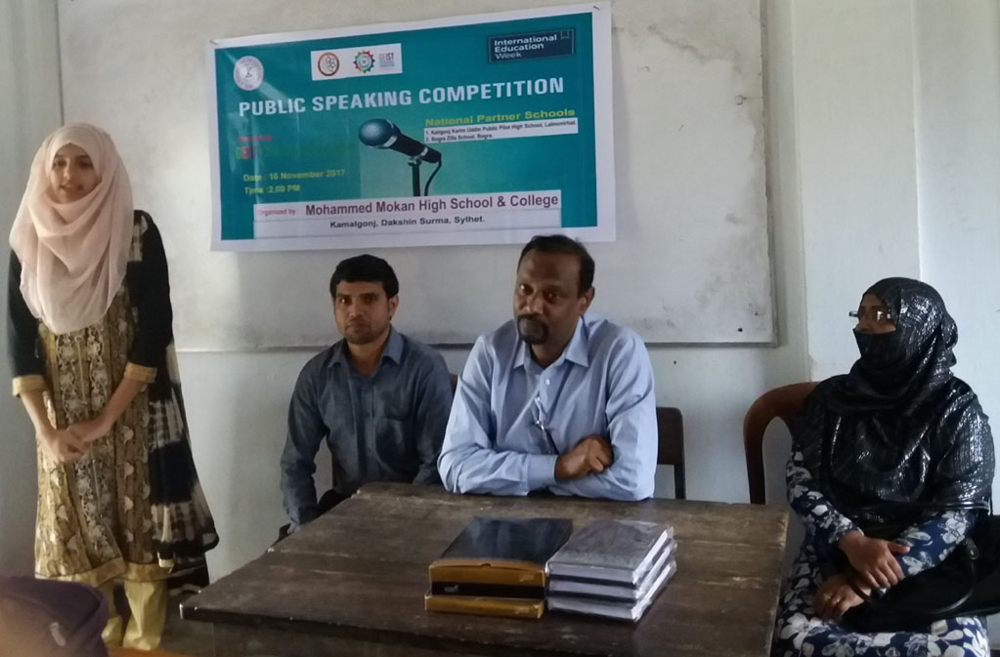 International
Education
Week
PUBLIC SPEAKING COMPETITION
National Partner Schools
1. Kaligonj Karim Uddin Public Pilot High School, Lalmonirhat.
2. Bogra Zilla School, Bogra.
Date : 16 November 2017
Time : 2.00 PM
Organized by : Mohammed Mokan High School & College
Kamalgonj, Dakshin Surma, Sylhet.